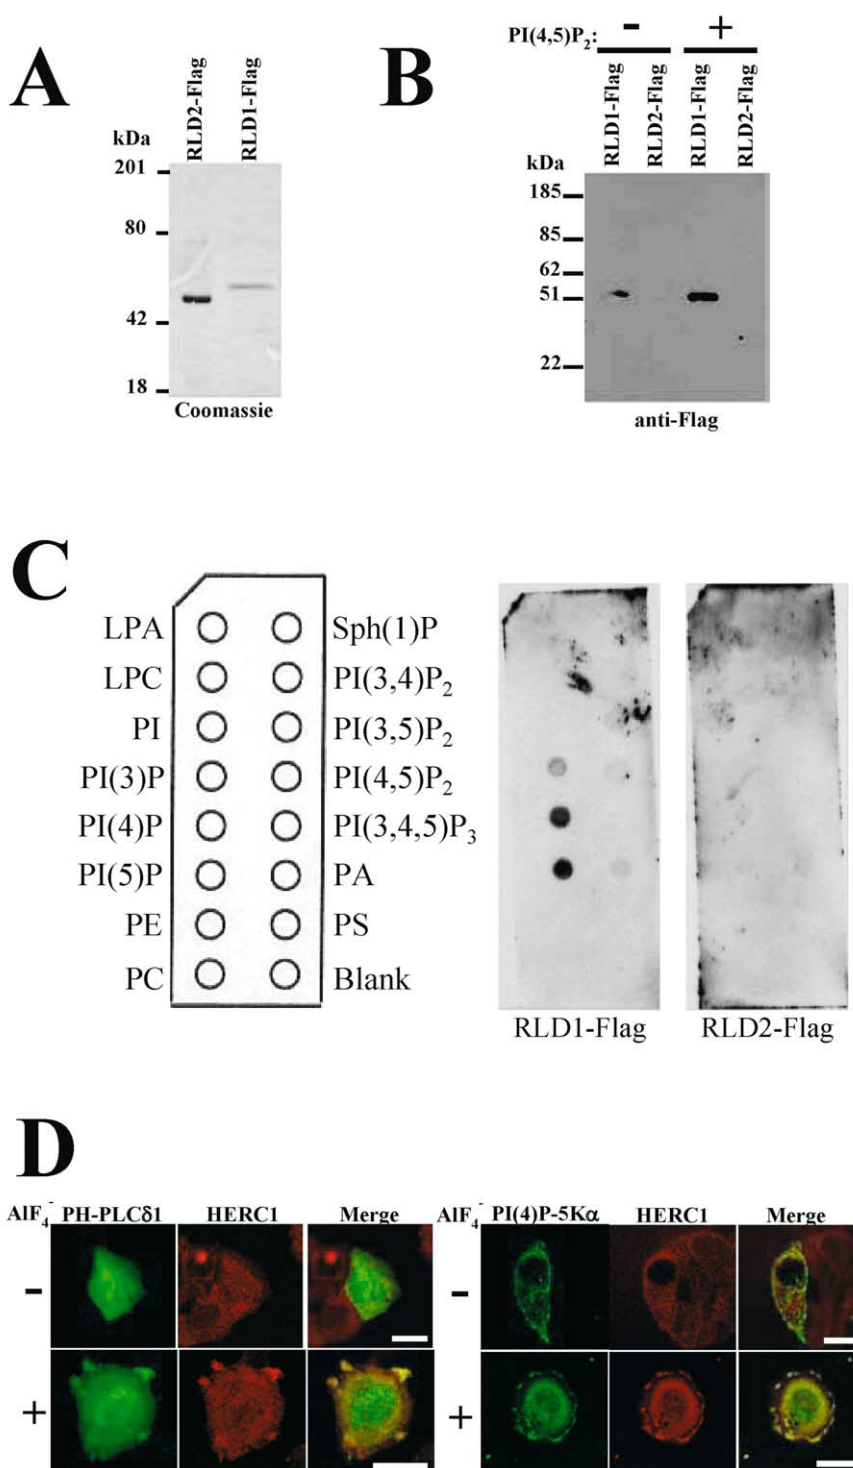 A
kDa
RLD2-Flag
RLD1-Flag
201
80
42
18
Coomassie
B
PI(4,5)P₂: - +
RLD1-Flag
RLD2-Flag
RLD1-Flag
RLD2-Flag
kDa
185
85
62
51
22
anti-Flag
C
LPA Sph(1)P
LPC PI(3,4)P₂
PI PI(3,5)P₂
PI(3)P PI(4,5)P₂
PI(4)P PI(3,4,5)P₃
PI(5)P PA
PE PS
PC Blank
RLD1-Flag RLD2-Flag
D
AlF₄⁻ PH-PLCδ1 HERC1 Merge AlF₄⁻ PI(4)P-5Kα HERC1 Merge
- -
+ +